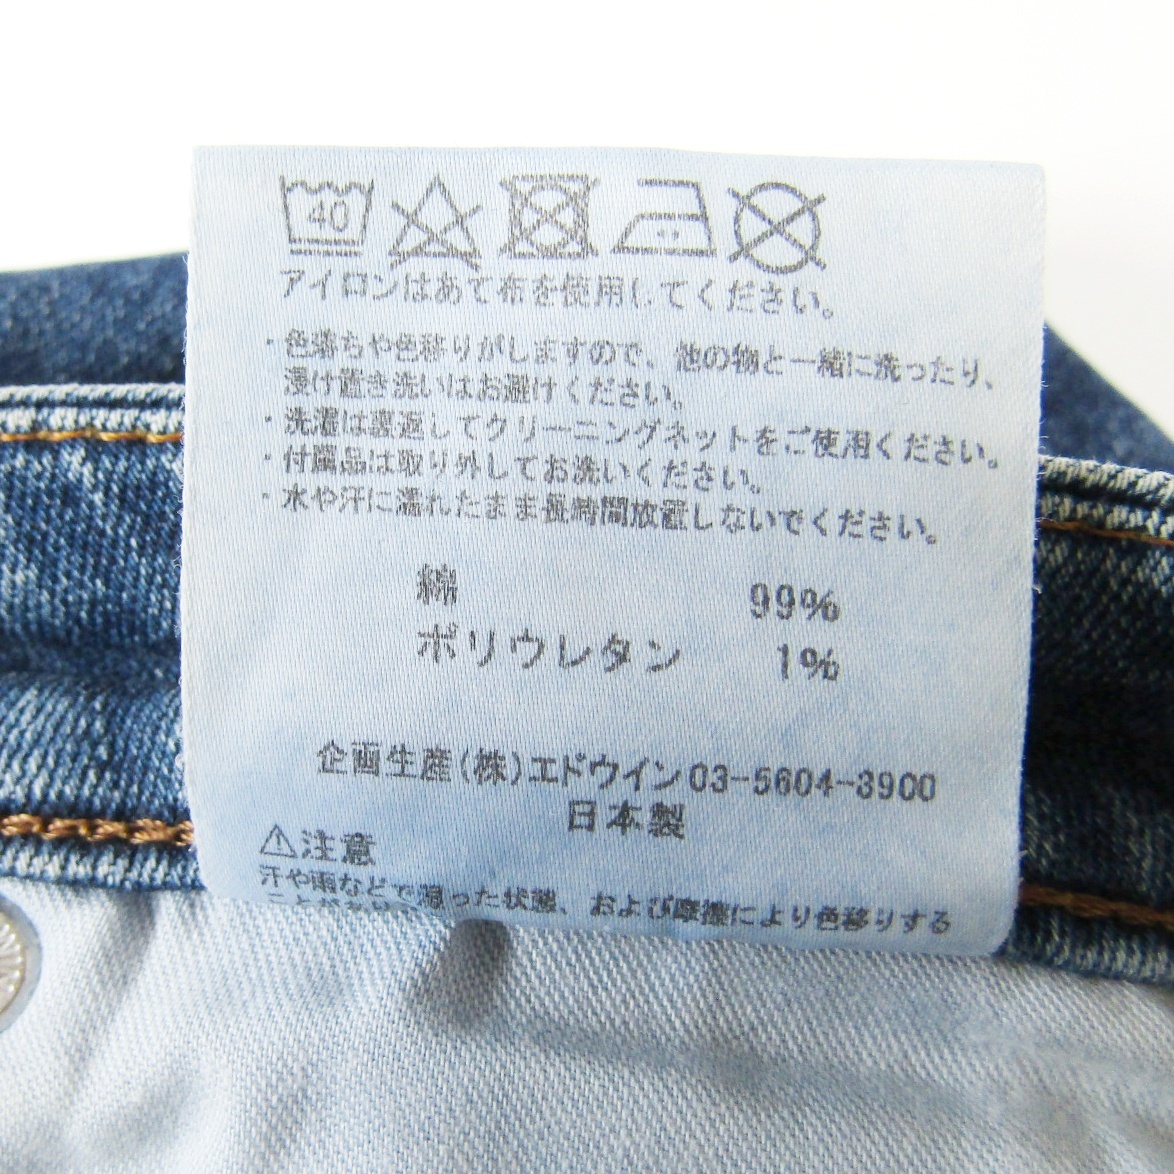 40
アイロンはあて布を使用してください。
・色落ちや色移りがしますので、他の物と一緒に洗ったり、
浸け置き洗いはお避けください。
・洗濯は裏返してクリーニングネットをご使用ください。
・付属品は取り外してお洗いください。
・水や汗に濡れたまま長時間放置しないでください。
綿 99%
ポリウレタン 1%
企画生産(株)エドウイン03-5604-3900
日本製
⚠注意
汗や雨などで湿った状態、および摩擦により色移りする